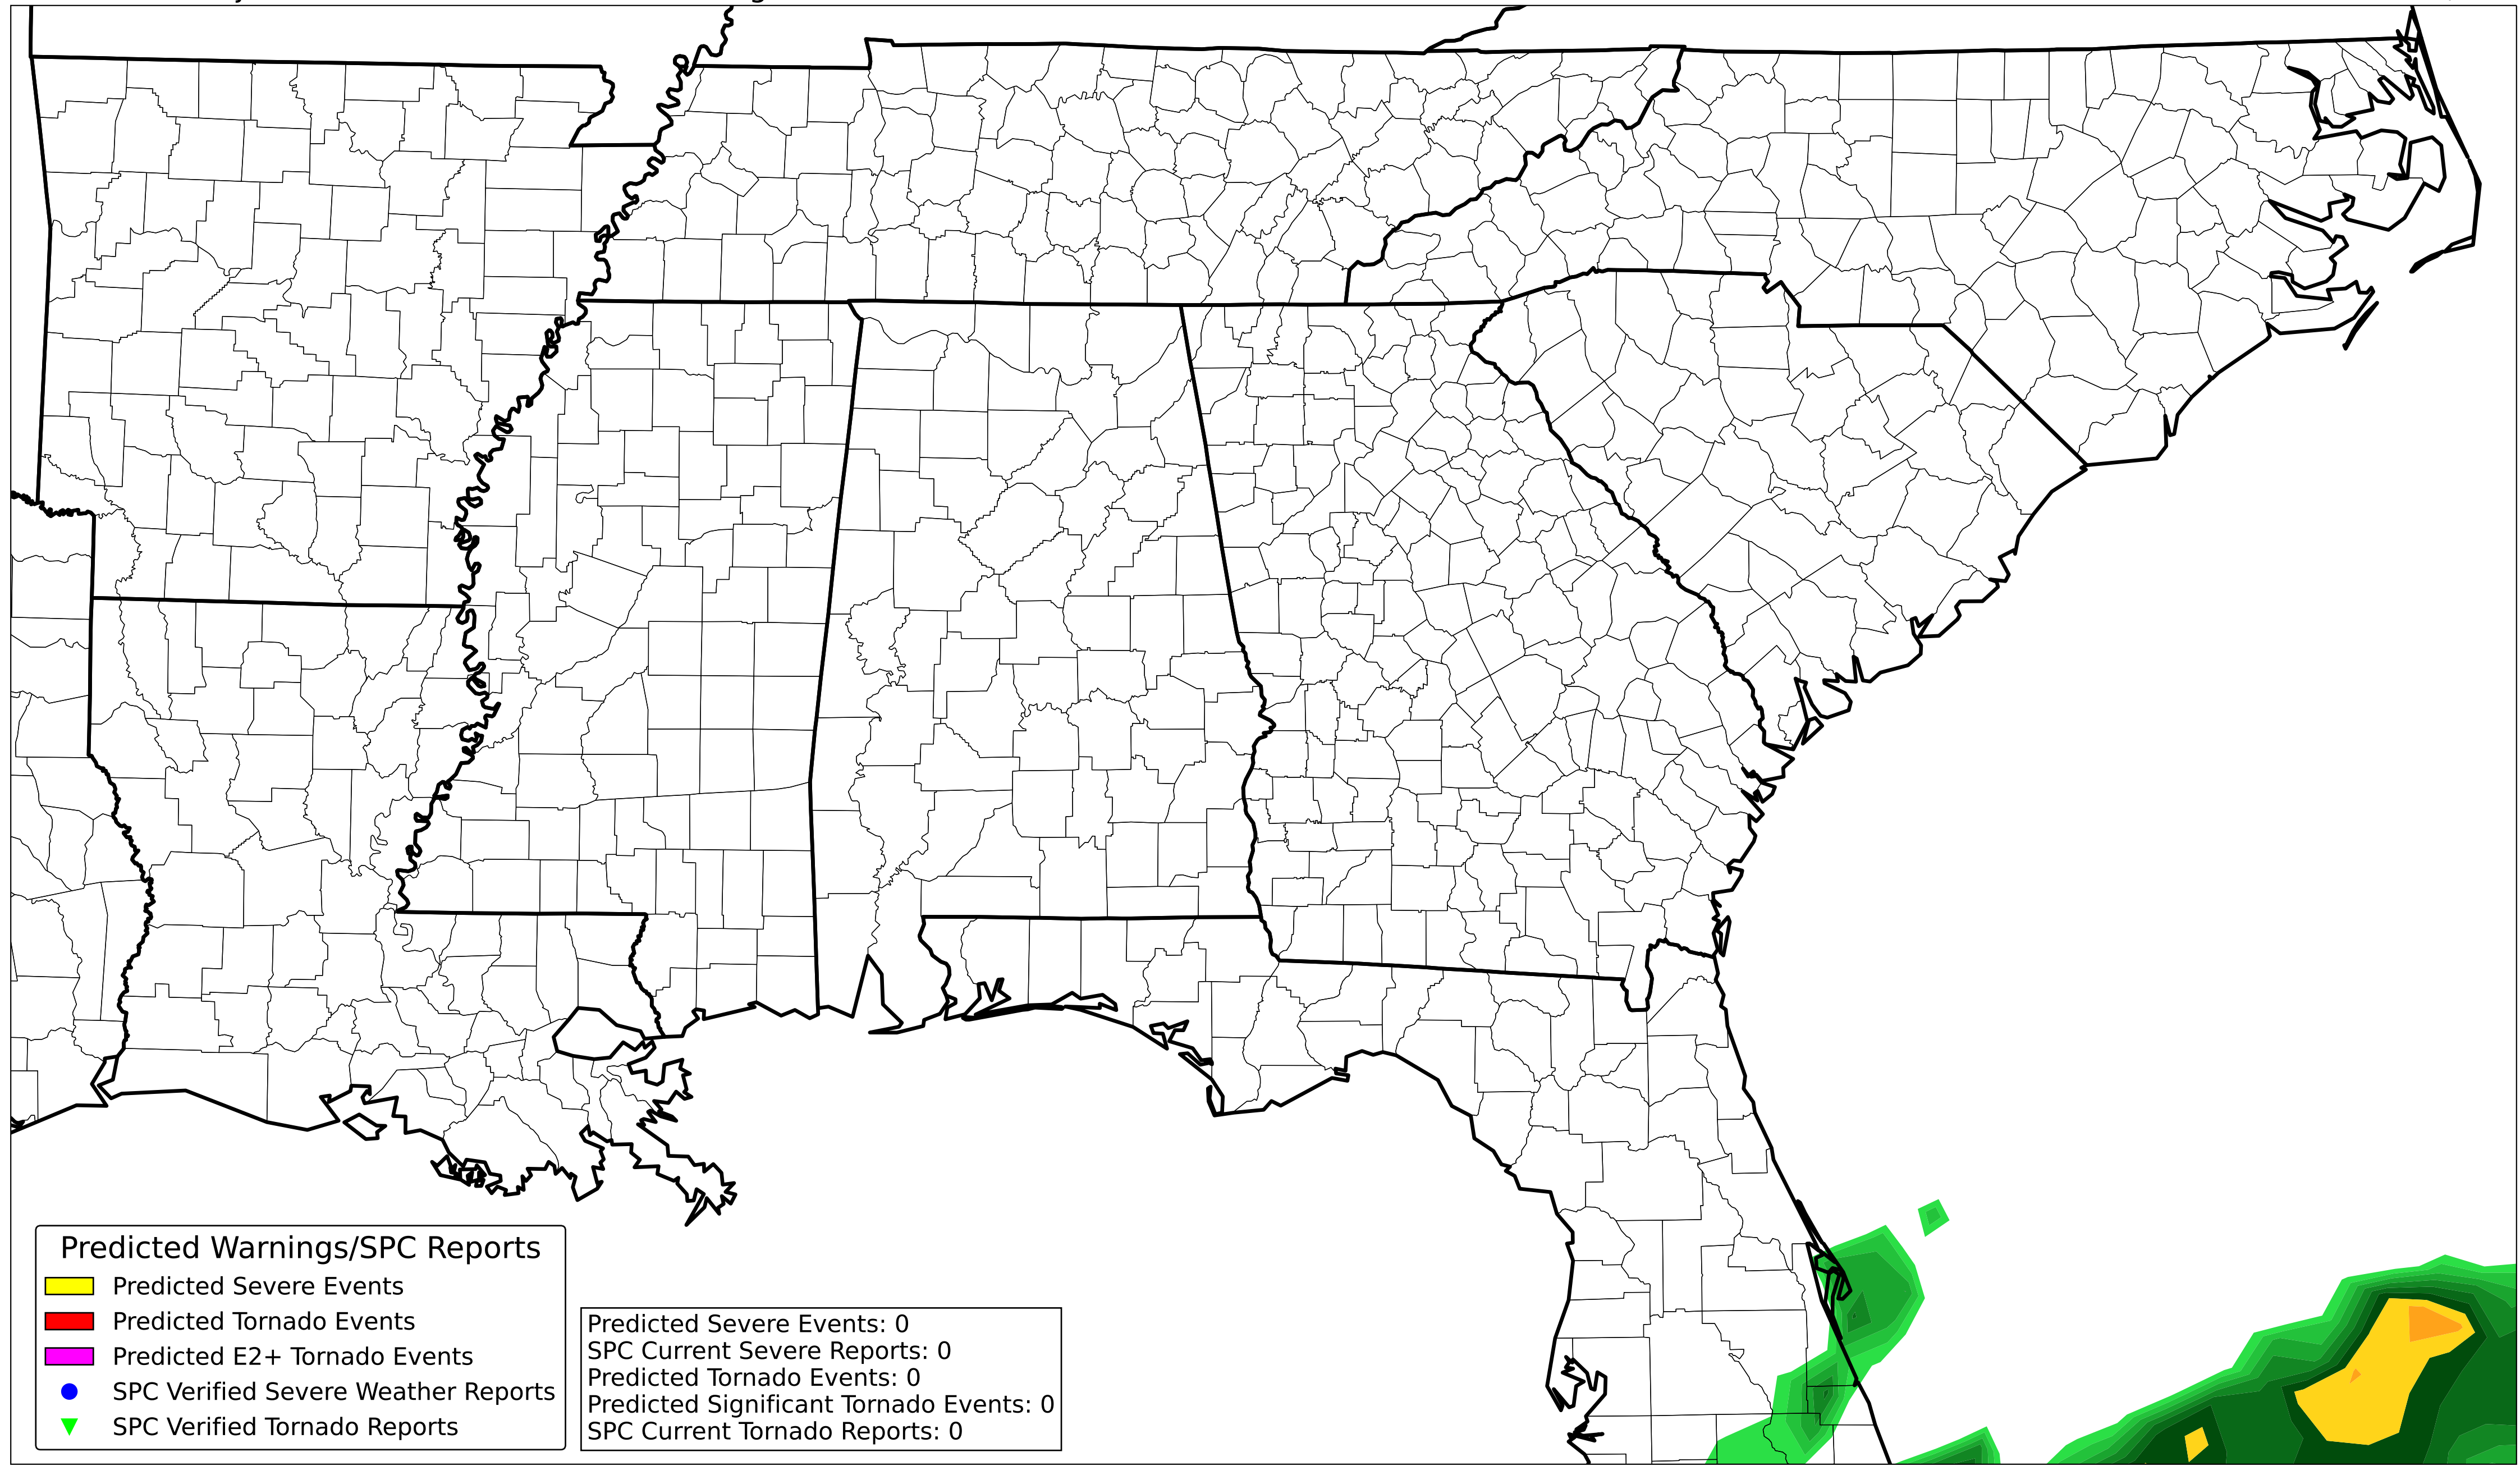 Predicted Warnings/SPC Reports
Predicted Severe Events
Predicted Tornado Events
Predicted E2+ Tornado Events
SPC Verified Severe Weather Reports
SPC Verified Tornado Reports
Predicted Severe Events: 0
SPC Current Severe Reports: 0
Predicted Tornado Events: 0
Predicted Significant Tornado Events: 0
SPC Current Tornado Reports: 0